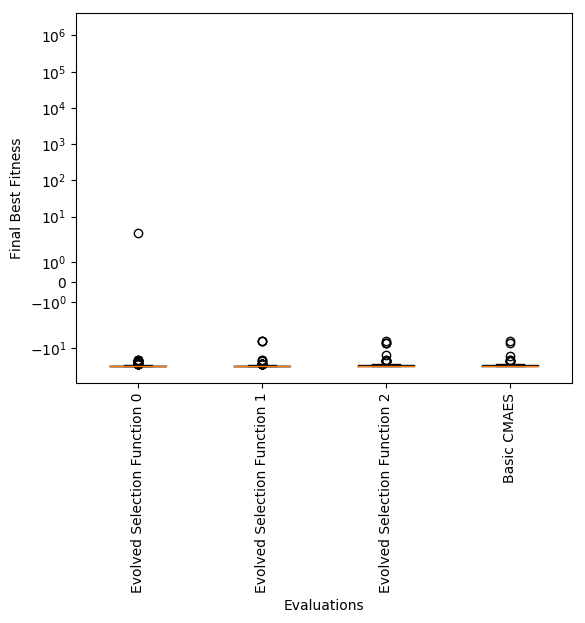 Final Best Fitness
10^6
10^5
10^4
10^3
10^2
10^1
10^0
0
−10^0
−10^1
Evolved Selection Function 0
Evolved Selection Function 1
Evolved Selection Function 2
Basic CMAES
Evaluations